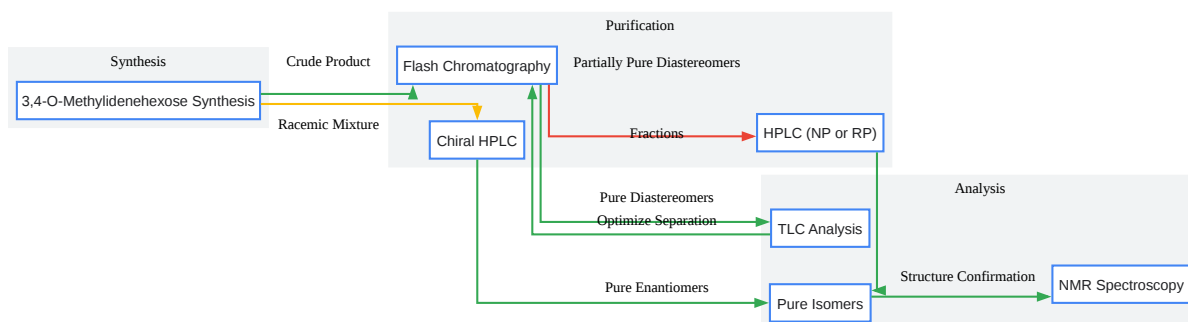 Purification
Synthesis
Crude Product
Flash Chromatography
Partially Pure Diastereomers
3,4-O-Methylidenehexose Synthesis
Racemic Mixture
Chiral HPLC
Fractions
HPLC (NP or RP)
Analysis
Pure Diastereomers
Optimize Separation
TLC Analysis
Structure Confirmation
NMR Spectroscopy
Pure Enantiomers
Pure Isomers